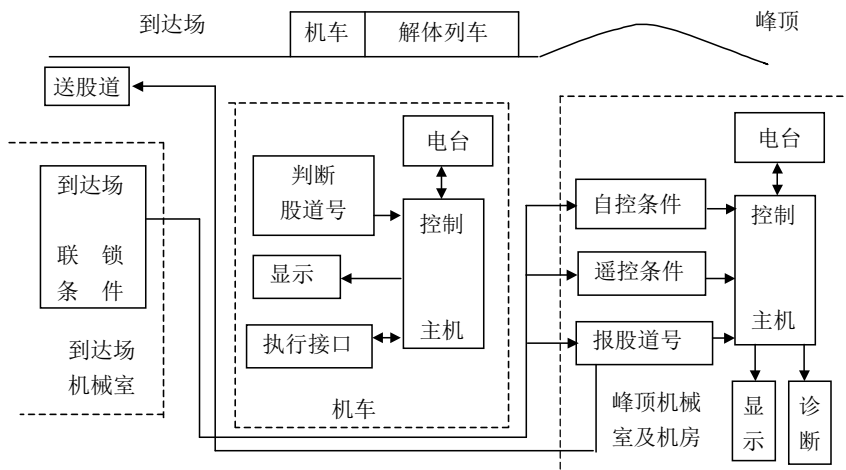 到达场
机车
解体列车
峰顶
送股道
到达场
联 锁
条 件
到达场
机械室
电台
判断
股道号
控制
主机
显示
执行接口
机车
电台
自控条件
控制
主机
遥控条件
报股道号
峰顶机械
室及机房
显
示
诊
断